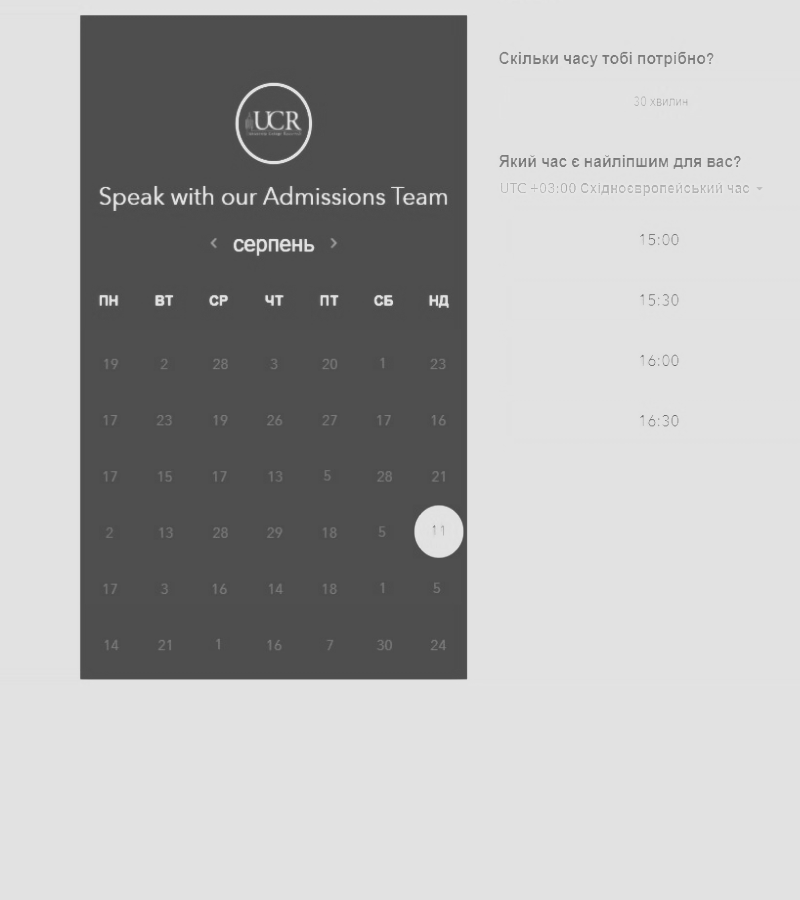 UCR
Speak with our Admissions Team
серпень
ПН ВТ СР ЧТ ПТ СБ НД
19 2 28 3 20 1 23
17 23 19 26 27 17 16
17 15 17 13 5 28 21
2 13 28 29 18 5 11
17 3 16 14 18 1 5
14 21 1 16 7 30 24
Скільки часу тобі потрібно?
30 хвилин
Який час є найліпшим для вас?
UTC +03:00 Східноєвропейський час
15:00
15:30
16:00
16:30